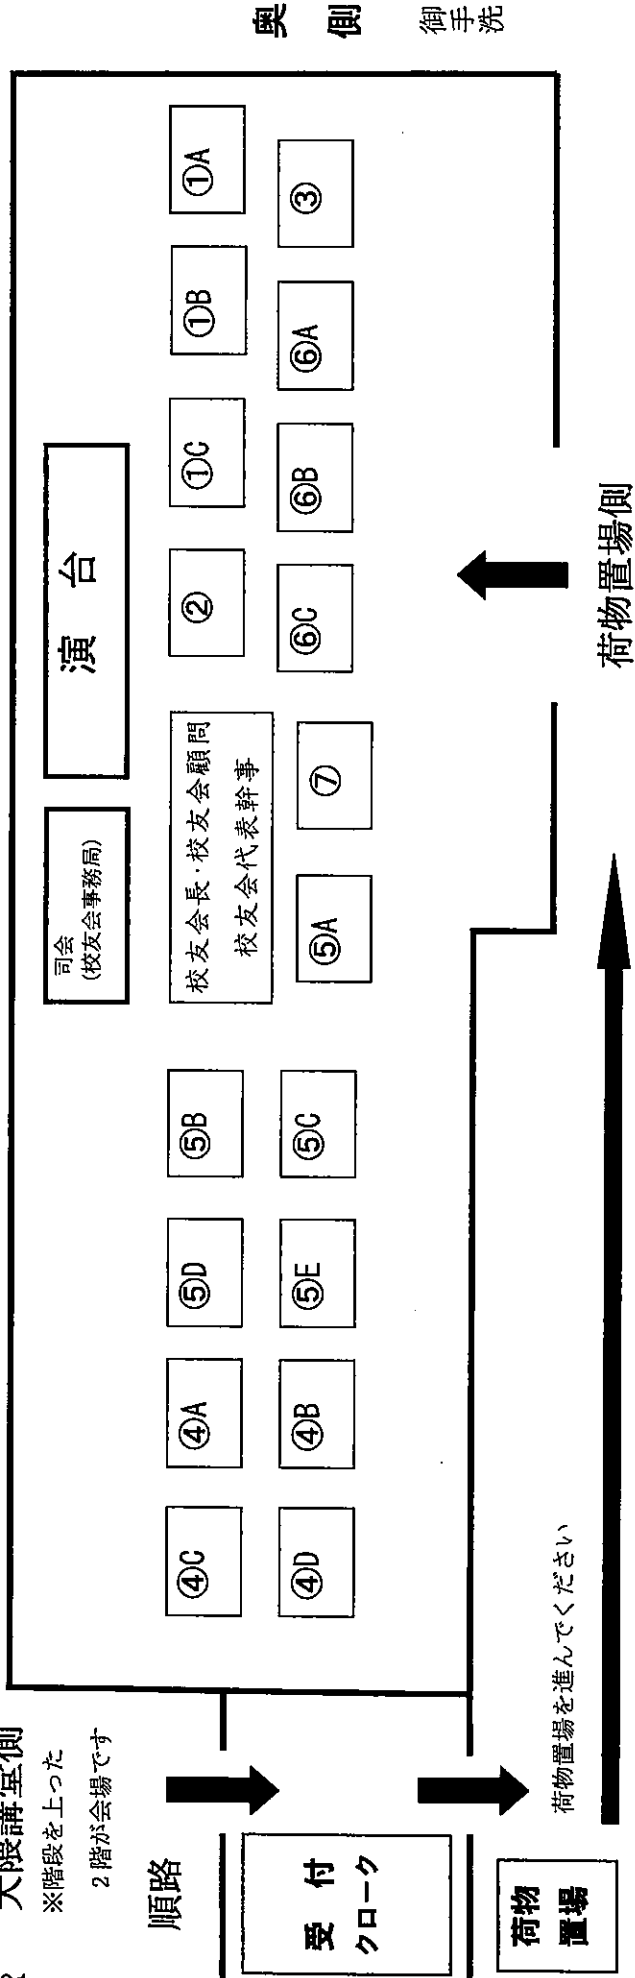 大隈講堂側
※階段を上った
2階が会場です
順路
受付
クローク
荷物
置場
荷物置場を進んでください
荷物置場側
奥側
御手洗
司会
(校友会事務局)
演台
校友会長・校友会顧問
校友会代表幹事
④C
④A
⑤D
⑤B
②
①C
①B
①A
④D
④B
⑤E
⑤C
⑤A
⑦
⑥C
⑥B
⑥A
③